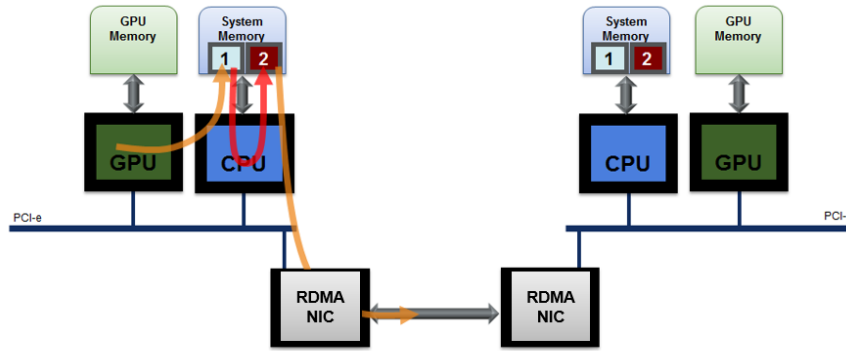 GPU
Memory
System
Memory
1 2
GPU
CPU
PCI-e
RDMA
NIC
System
Memory
1 2
GPU
Memory
CPU
GPU
PCI-
RDMA
NIC